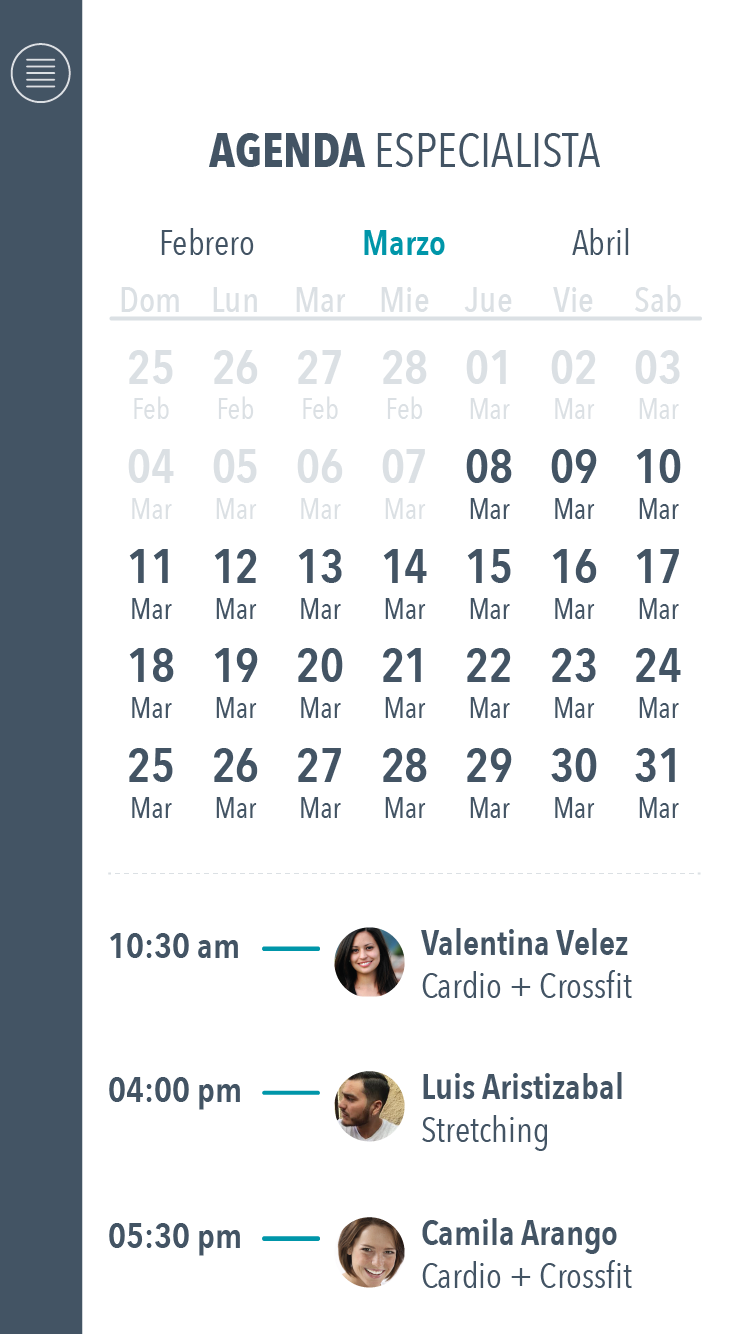 AGENDA ESPECIALISTA
Febrero Marzo Abril
Dom Lun Mar Mie Jue Vie Sab
25 26 27 28 01 02 03
Feb Feb Feb Feb Mar Mar Mar
04 05 06 07 08 09 10
Mar Mar Mar Mar Mar Mar Mar
11 12 13 14 15 16 17
Mar Mar Mar Mar Mar Mar Mar
18 19 20 21 22 23 24
Mar Mar Mar Mar Mar Mar Mar
25 26 27 28 29 30 31
Mar Mar Mar Mar Mar Mar Mar
10:30 am Valentina Velez
Cardio + Crossfit
04:00 pm Luis Aristizabal
Stretching
05:30 pm Camila Arango
Cardio + Crossfit